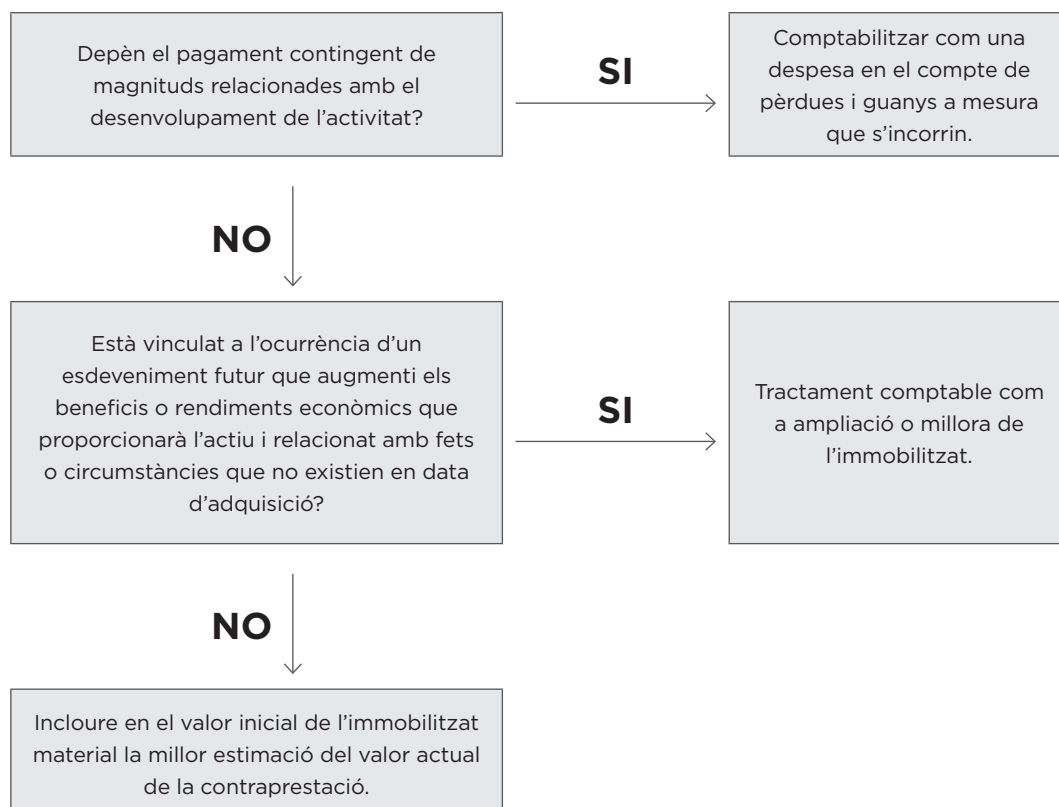 Depèn el pagament contingent de
magnituds relacionades amb el
desenvolupament de l’activitat?
SI
Comptabilitzar com una
despesa en el compte de
pèrdues i guanys a mesura
que s’incorrin.
NO
Està vinculat a l’ocurrència d’un
esdeveniment futur que augmenti els
beneficis o rendiments econòmics que
proporcionarà l’actiu i relacionat amb fets
o circumstàncies que no existien en data
d’adquisició?
SI
Tractament comptable com
a ampliació o millora de
l’immobilitzat.
NO
Incloure en el valor inicial de l’immobilitzat
material la millor estimació del valor actual
de la contraprestació.